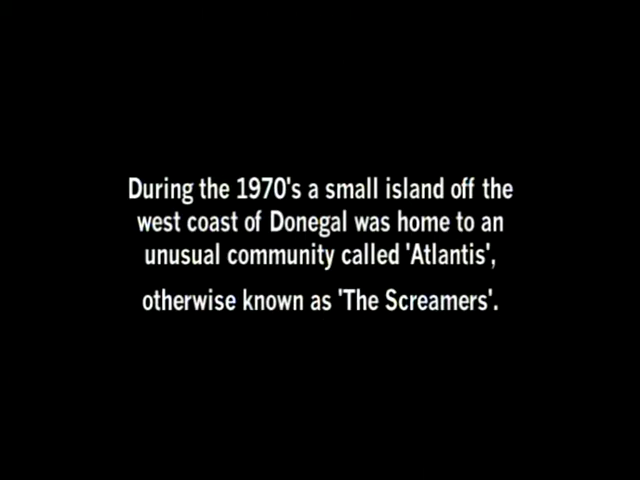 During the 1970's a small island off the
west coast of Donegal was home to an
unusual community called 'Atlantis',
otherwise known as 'The Screamers'.